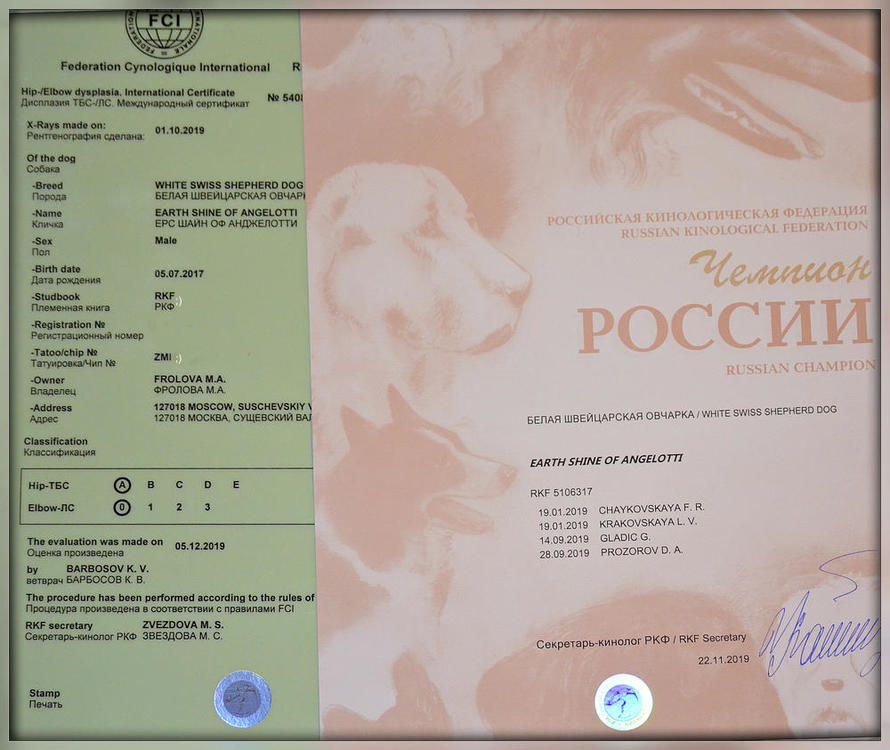 FCI
Federation Cynologique International
R
Hip-/Elbow dysplasia. International Certificate
Дисплазия ТБС-/ЛС. Международный сертификат
№ 5408
X-Rays made on:
Рентгенография сделана:
01.10.2019
Of the dog
Собака
-Breed
WHITE SWISS SHEPHERD DOG
Порода
БЕЛАЯ ШВЕЙЦАРСКАЯ ОВЧАРК
-Name
EARTH SHINE OF ANGELOTTI
Кличка
ЕРС ШАЙН ОФ АНДЖЕЛОТТИ
-Sex
Male
Пол
-Birth date
Дата рождения
05.07.2017
-Studbook
RKF :)
Племенная книга
РКФ
-Registration №
Регистрационный номер
-Tatoo/chip №
Татуировка/Чип №
ZMI :)
-Owner
FROLOVA M.A.
Владелец
ФРОЛОВА М.А.
-Address
127018 MOSCOW, SUSCHEVSKIY V
Адрес
127018 МОСКВА, СУЩЕВСКИЙ ВАЛ
Classification
Классификация
Hip-ТБС A B C D E
Elbow-ЛС 0 1 2 3
The evaluation was made on
Оценка произведена
05.12.2019
by BARBOSOV K. V.
ветврач БАРБОСОВ К. В.
The procedure has been performed according to the rules of
Процедура произведена в соответствии с правилами FCI
RKF secretary
ZVEZDOVA M. S.
Секретарь-кинолог РКФ
ЗВЕЗДОВА М. С.
Stamp
Печать
РОССИЙСКАЯ КИНОЛОГИЧЕСКАЯ ФЕДЕРАЦИЯ
RUSSIAN KINOLOGICAL FEDERATION
Чемпион
РОССИИ
RUSSIAN CHAMPION
БЕЛАЯ ШВЕЙЦАРСКАЯ ОВЧАРКА / WHITE SWISS SHEPHERD DOG
EARTH SHINE OF ANGELOTTI
RKF 5106317
19.01.2019 CHAYKOVSKAYA F. R.
19.01.2019 KRAKOVSKAYA L. V.
14.09.2019 GLADIC G.
28.09.2019 PROZOROV D. A.
Секретарь-кинолог РКФ / RKF Secretary
22.11.2019